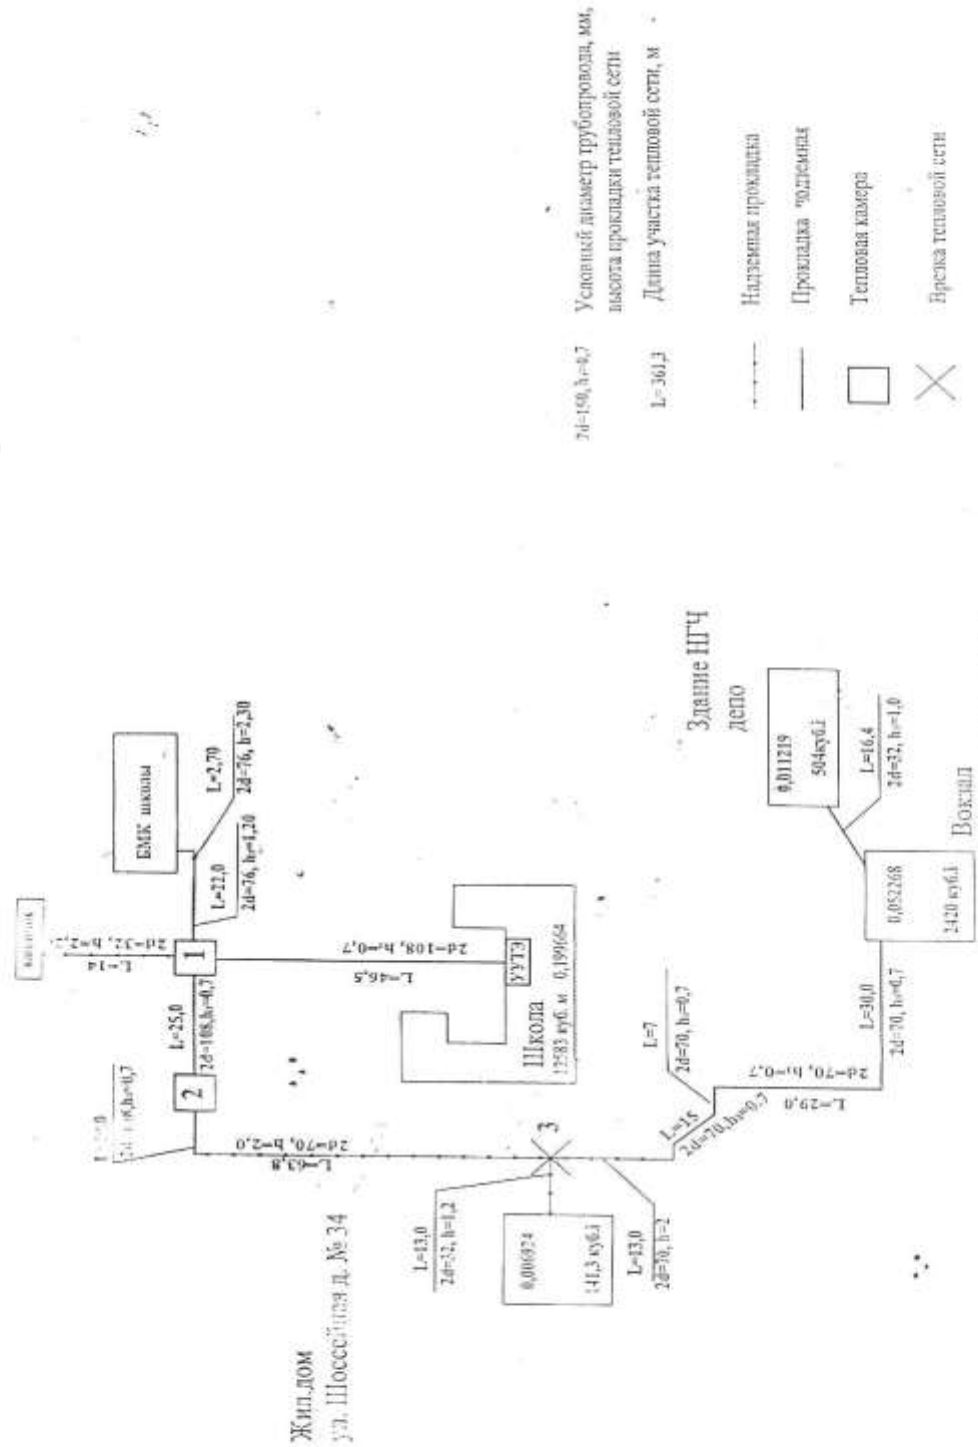 БМК школы
L=2,70
2d=76, h=2,30
L=22,0
2d=76, h=1,20
2d=32, h=2,
L=14
1
L=25,0
2d=108, h=0,7
2
2d=108, h=0,7
L=46,5
УУТЭ
Школа
12583 куб. м 0,199664
2d=70, h=2,0
L=63,8
3
L=13,0
2d=32, h=1,2
0,006924
141,3 куб.
L=13,0
2d=70, h=2
Жил.дом
ул. Шоссейная д. № 34
L=7
2d=70, h=0,7
L=15
2d=70, h=0,7
2d=70, h=0,7
L=29,0
L=30,0
2d=70, h=0,7
0,052268
2420 куб.
Вокзал
L=16,4
2d=32, h=1,0
0,011219
504куб.
Здание НГЧ
депо
2d=150, h=0,7 Условный диаметр трубопровода, мм,
высота прокладки тепловой сети
L=361,3 Длина участка тепловой сети, м
Надземная прокладка
Прокладка подземная
Тепловая камера
Врезка тепловой сети